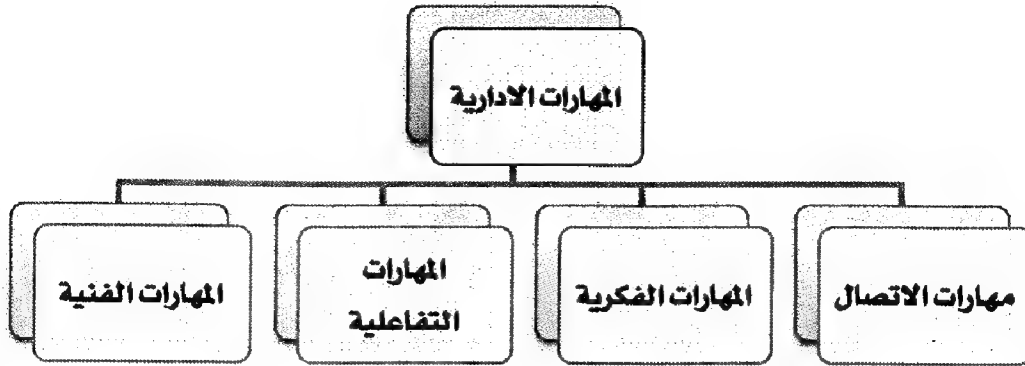 المهارات الادارية
مهارات الاتصال
المهارات الفكرية
المهارات
التفاعلية
المهارات الفنية